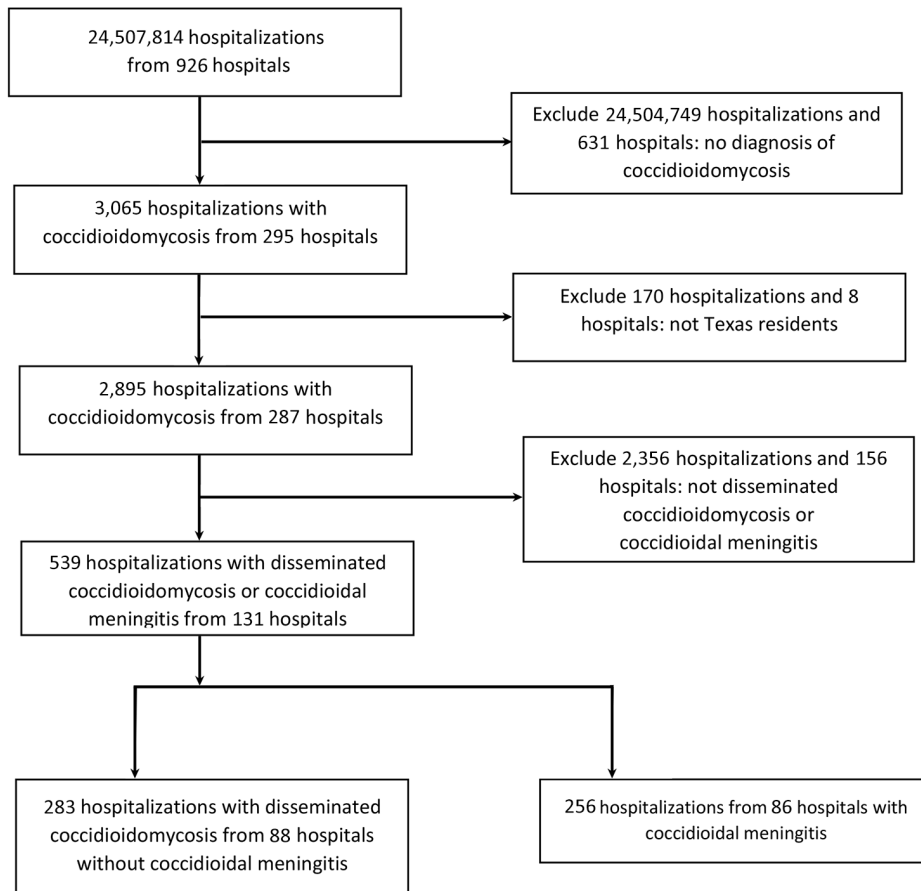 24,507,814 hospitalizations
from 926 hospitals
Exclude 24,504,749 hospitalizations and
631 hospitals: no diagnosis of
coccidioidomycosis
3,065 hospitalizations with
coccidioidomycosis from 295 hospitals
Exclude 170 hospitalizations and 8
hospitals: not Texas residents
2,895 hospitalizations with
coccidioidomycosis from 287 hospitals
Exclude 2,356 hospitalizations and 156
hospitals: not disseminated
coccidioidomycosis or
coccidioidal meningitis
539 hospitalizations with disseminated
coccidioidomycosis or coccidioidal
meningitis from 131 hospitals
283 hospitalizations with disseminated
coccidioidomycosis from 88 hospitals
without coccidioidal meningitis
256 hospitalizations from 86 hospitals with
coccidioidal meningitis